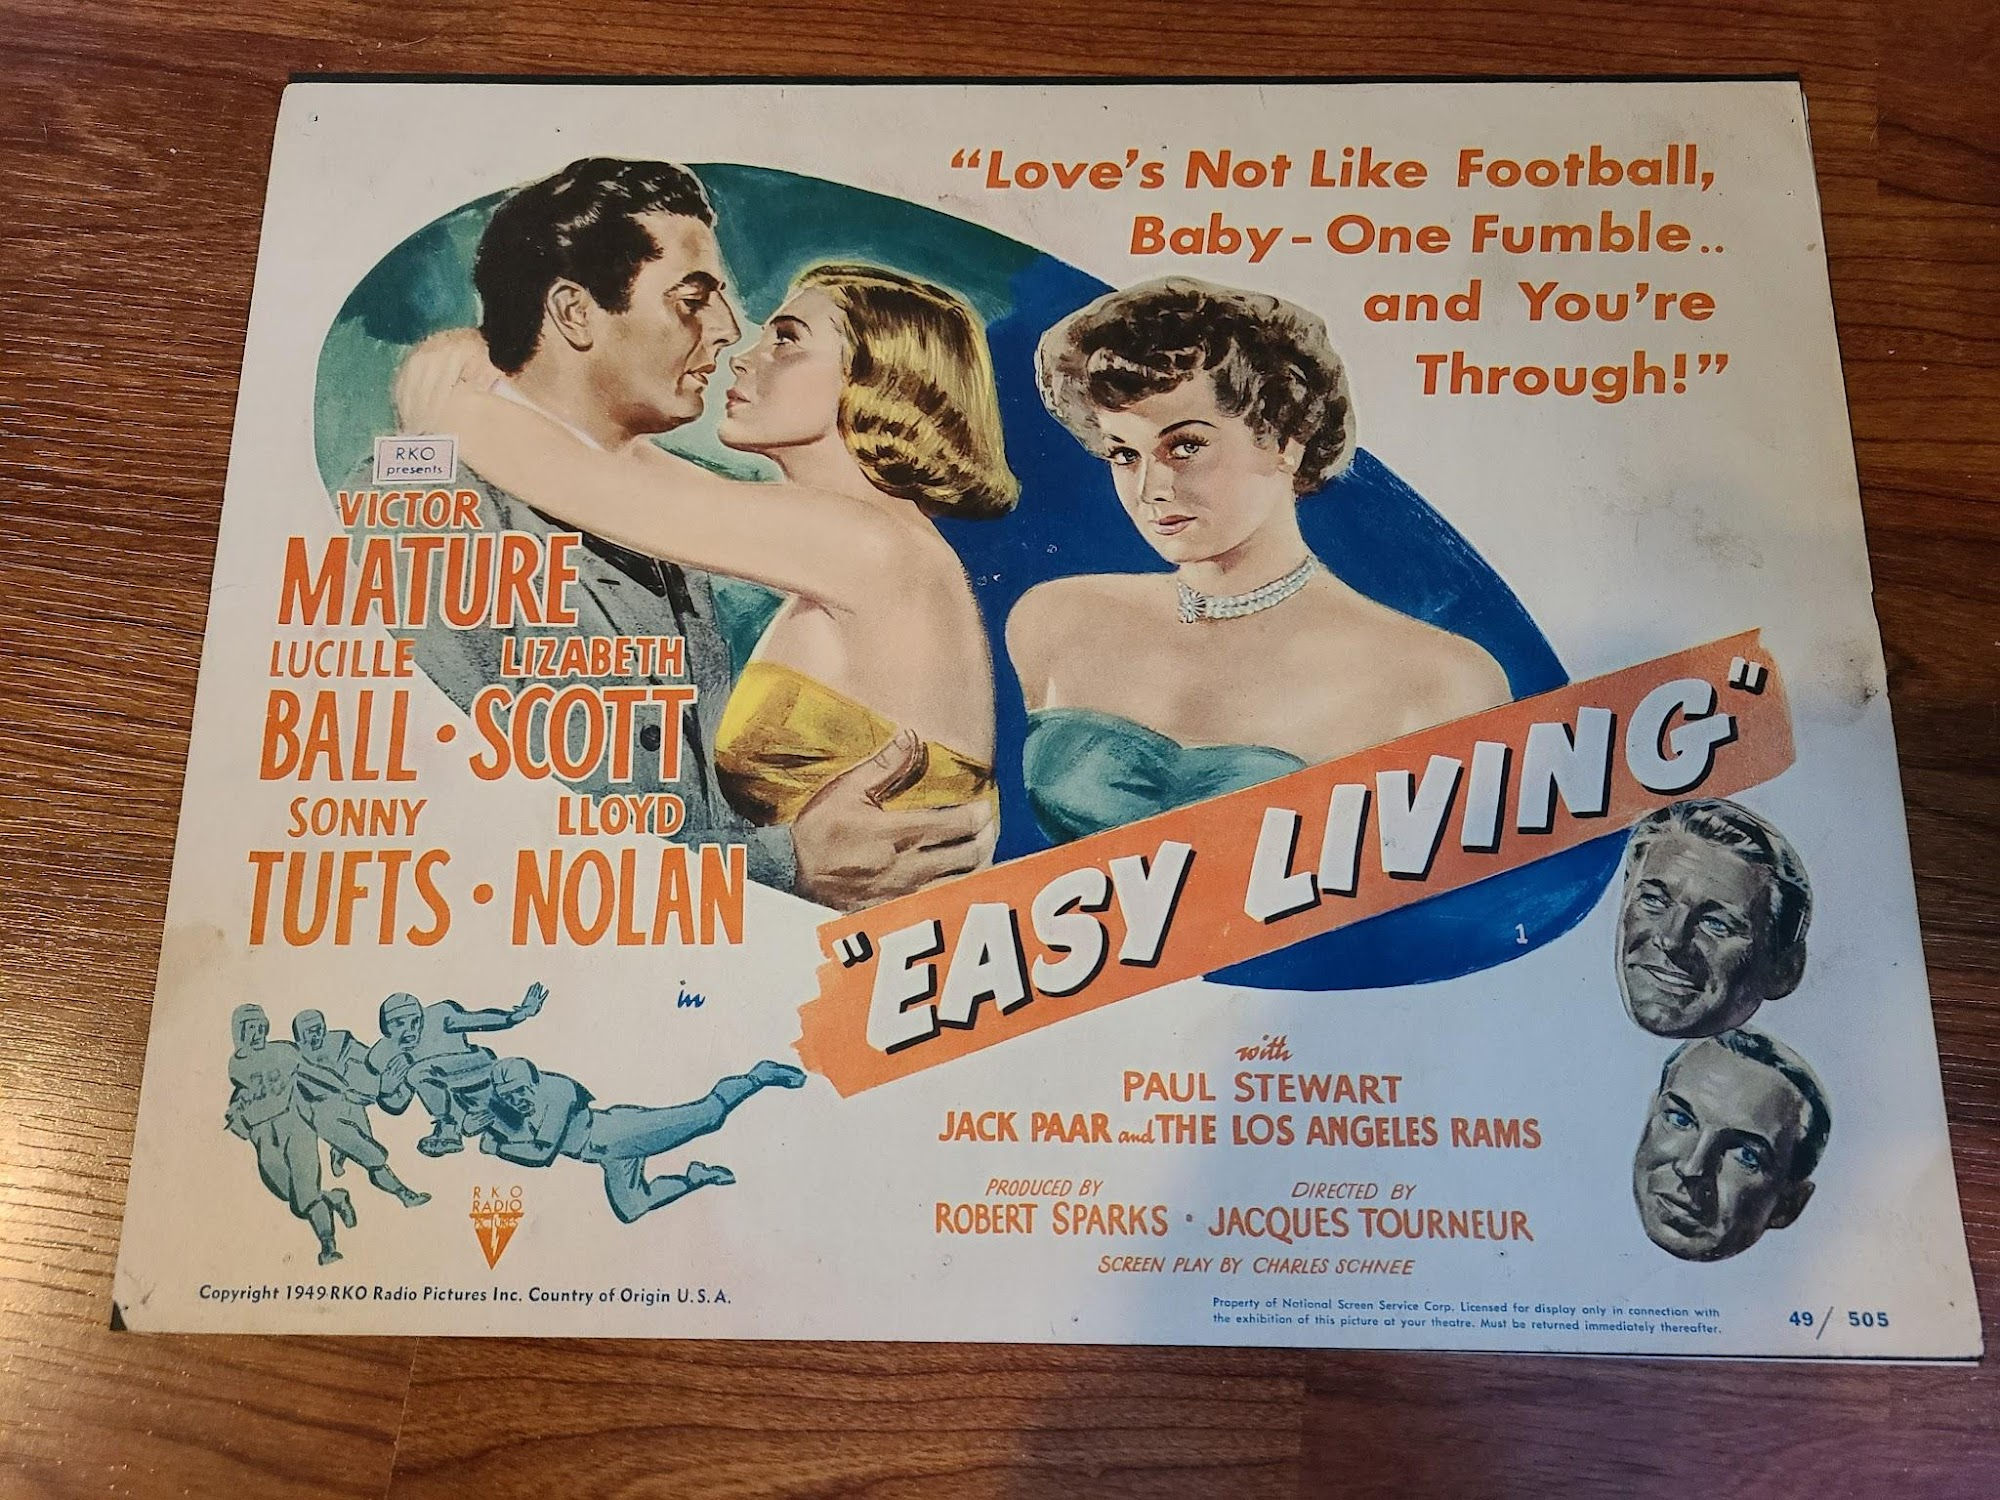 “Love’s Not Like Football,
Baby - One Fumble..
and You’re
Through!”
RKO
presents
VICTOR
MATURE
LUCILLE LIZABETH
BALL · SCOTT
SONNY LLOYD
TUFTS · NOLAN
in
"EASY LIVING"
1
with
PAUL STEWART
JACK PAAR and THE LOS ANGELES RAMS
PRODUCED BY DIRECTED BY
ROBERT SPARKS · JACQUES TOURNEUR
SCREEN PLAY BY CHARLES SCHNEE
28
RKO
RADIO
PICTURES
Copyright 1949 RKO Radio Pictures Inc. Country of Origin U.S.A.
Property of National Screen Service Corp. Licensed for display only in connection with
the exhibition of this picture at your theatre. Must be returned immediately thereafter.
49/505